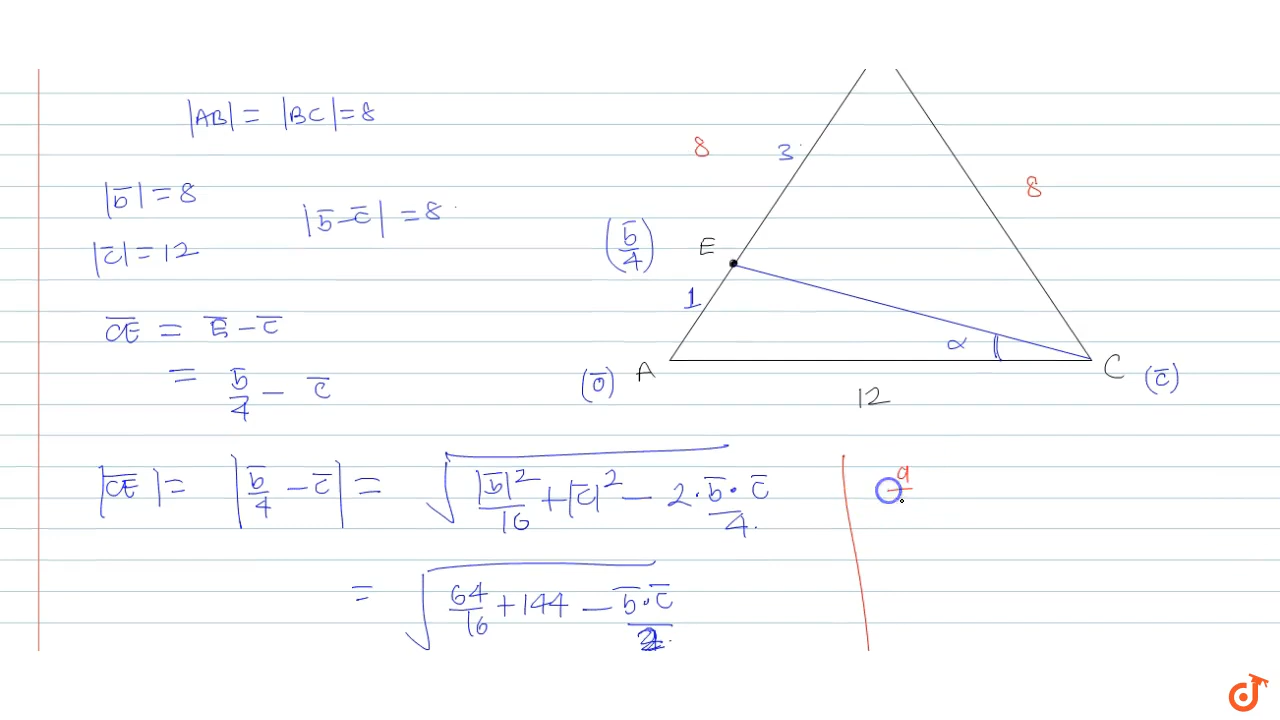 |AB| = |BC| = 8
|b̅| = 8
|b̅ - c̅| = 8
|c̅| = 12
C̅E̅ = E̅ - c̅
= b̅/4 - c̅
|C̅E̅| = |b̅/4 - c̅| = √(|b̅|²/16 + |c̅|² - 2·b̅·c̅/4)
= √(64/16 + 144 - b̅·c̅/2)
8
3
8
(b̅/4)
E
1
α
(o̅)
A
C
(c̅)
12